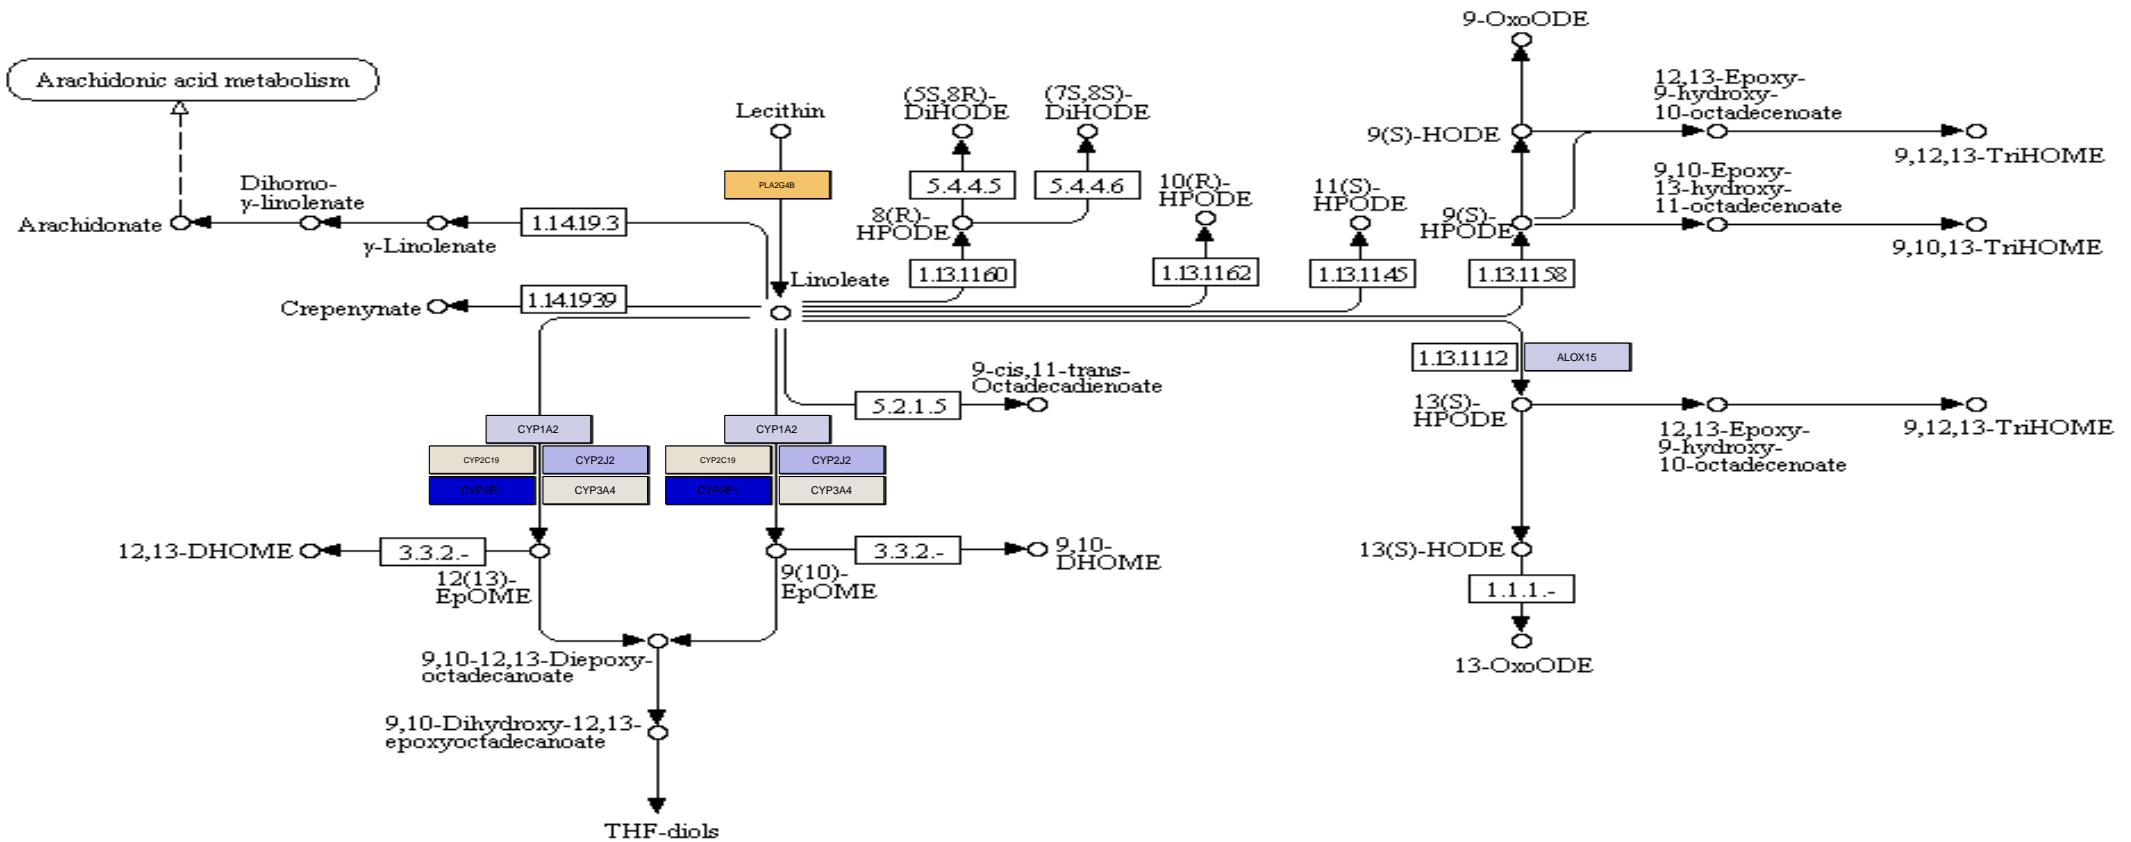 9-OxoODE
Arachidonic acid metabolism
Lecithin
(5S,8R)-
DiHODE
(7S,8S)-
DiHODE
9(S)-HODE
12,13-Epoxy-
9-hydroxy-
10-octadecenoate
9,12,13-TriHOME
PLA2G4B
5.4.4.5
5.4.4.6
10(R)-
HPODE
11(S)-
HPODE
9,10-Epoxy-
13-hydroxy-
11-octadecenoate
Dihomo-
γ-linolenate
Arachidonate
1.14.19.3
γ-Linolenate
8(R)-
HPODE
9(S)-
HPODE
9,10,13-TriHOME
Linoleate
1.13.11.60
1.13.11.62
1.13.11.45
1.13.11.58
Crepenynate
1.14.19.39
1.13.11.12
ALOX15
9-cis,11-trans-
Octadecadienoate
5.2.1.5
13(S)-
HPODE
12,13-Epoxy-
9-hydroxy-
10-octadecenoate
9,12,13-TriHOME
CYP1A2
CYP1A2
CYP2C19
CYP2J2
CYP2C19
CYP2J2
CYP2E1
CYP3A4
CYP2E1
CYP3A4
12,13-DHOME
3.3.2.-
12(13)-
EpOME
9(10)-
EpOME
3.3.2.-
9,10-
DHOME
13(S)-HODE
1.1.1.-
13-OxoODE
9,10-12,13-Diepoxy-
octadecanoate
9,10-Dihydroxy-12,13-
epoxyoctadecanoate
THF-diols